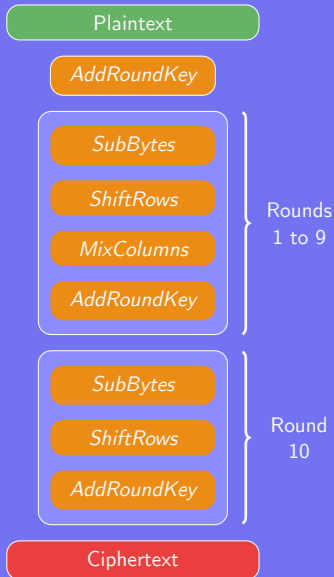 Plaintext
AddRoundKey
SubBytes
ShiftRows
MixColumns
AddRoundKey
Rounds
1 to 9
SubBytes
ShiftRows
AddRoundKey
Round
10
Ciphertext